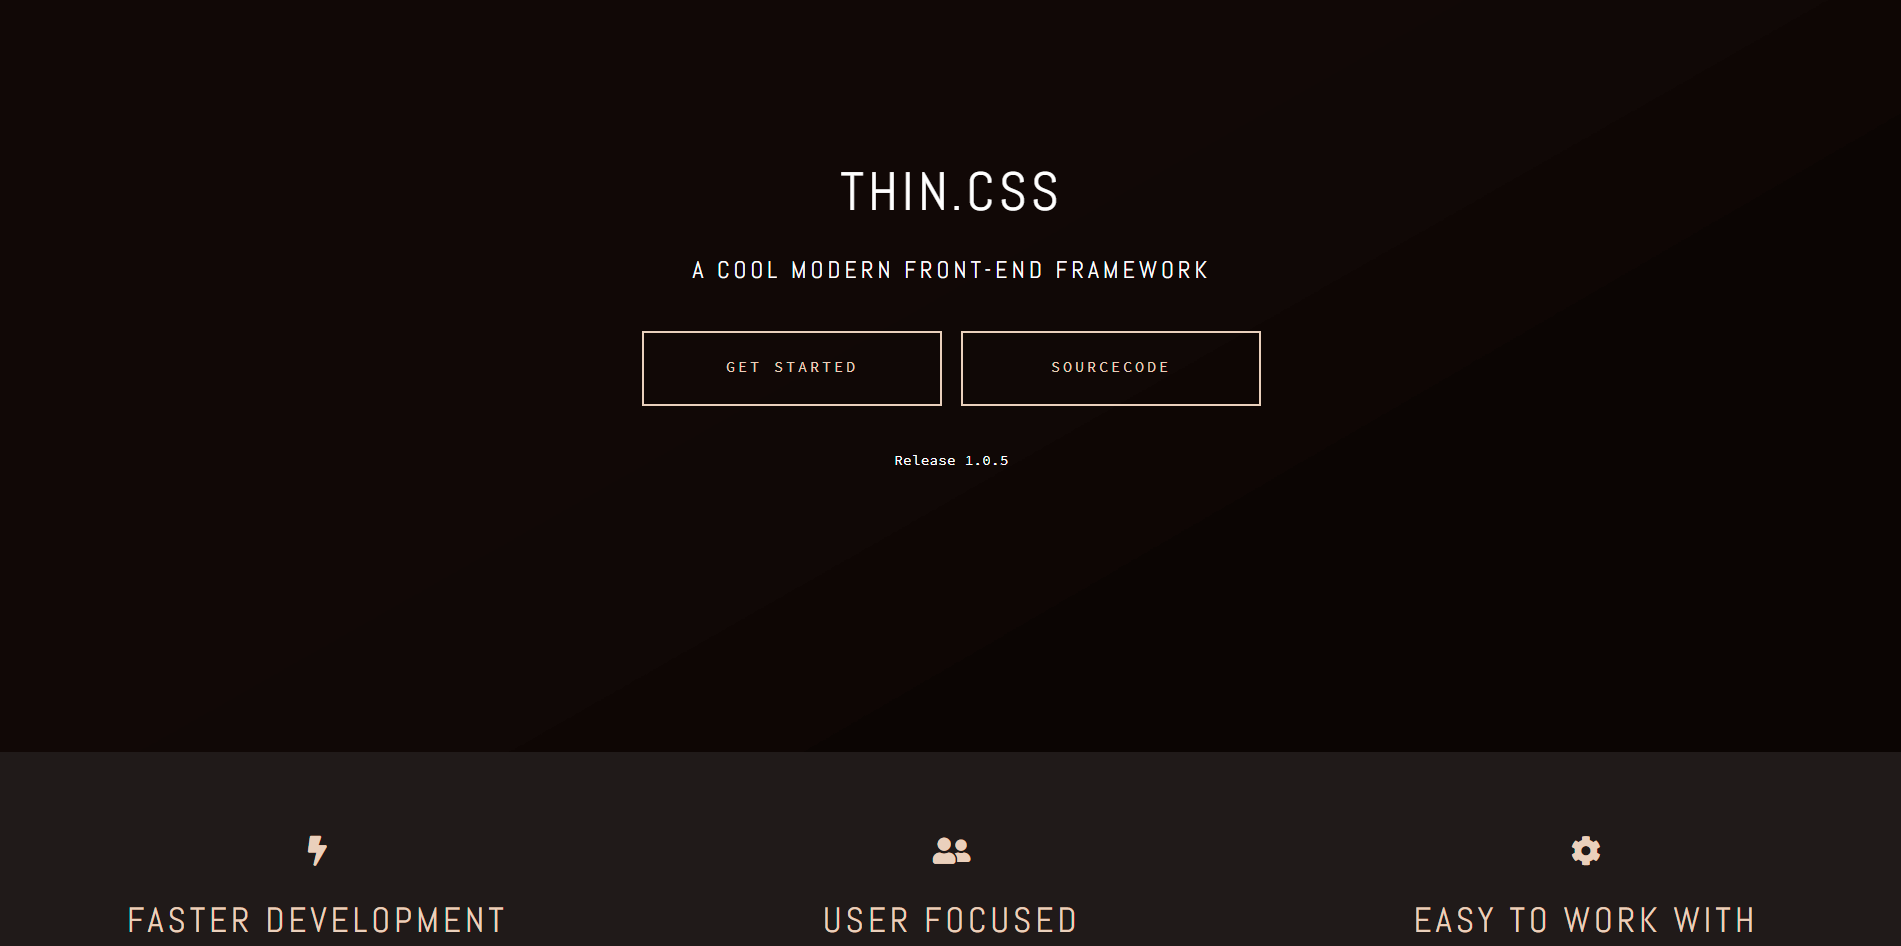 THIN.CSS
A COOL MODERN FRONT-END FRAMEWORK
GET STARTED
SOURCECODE
Release 1.0.5
FASTER DEVELOPMENT
USER FOCUSED
EASY TO WORK WITH